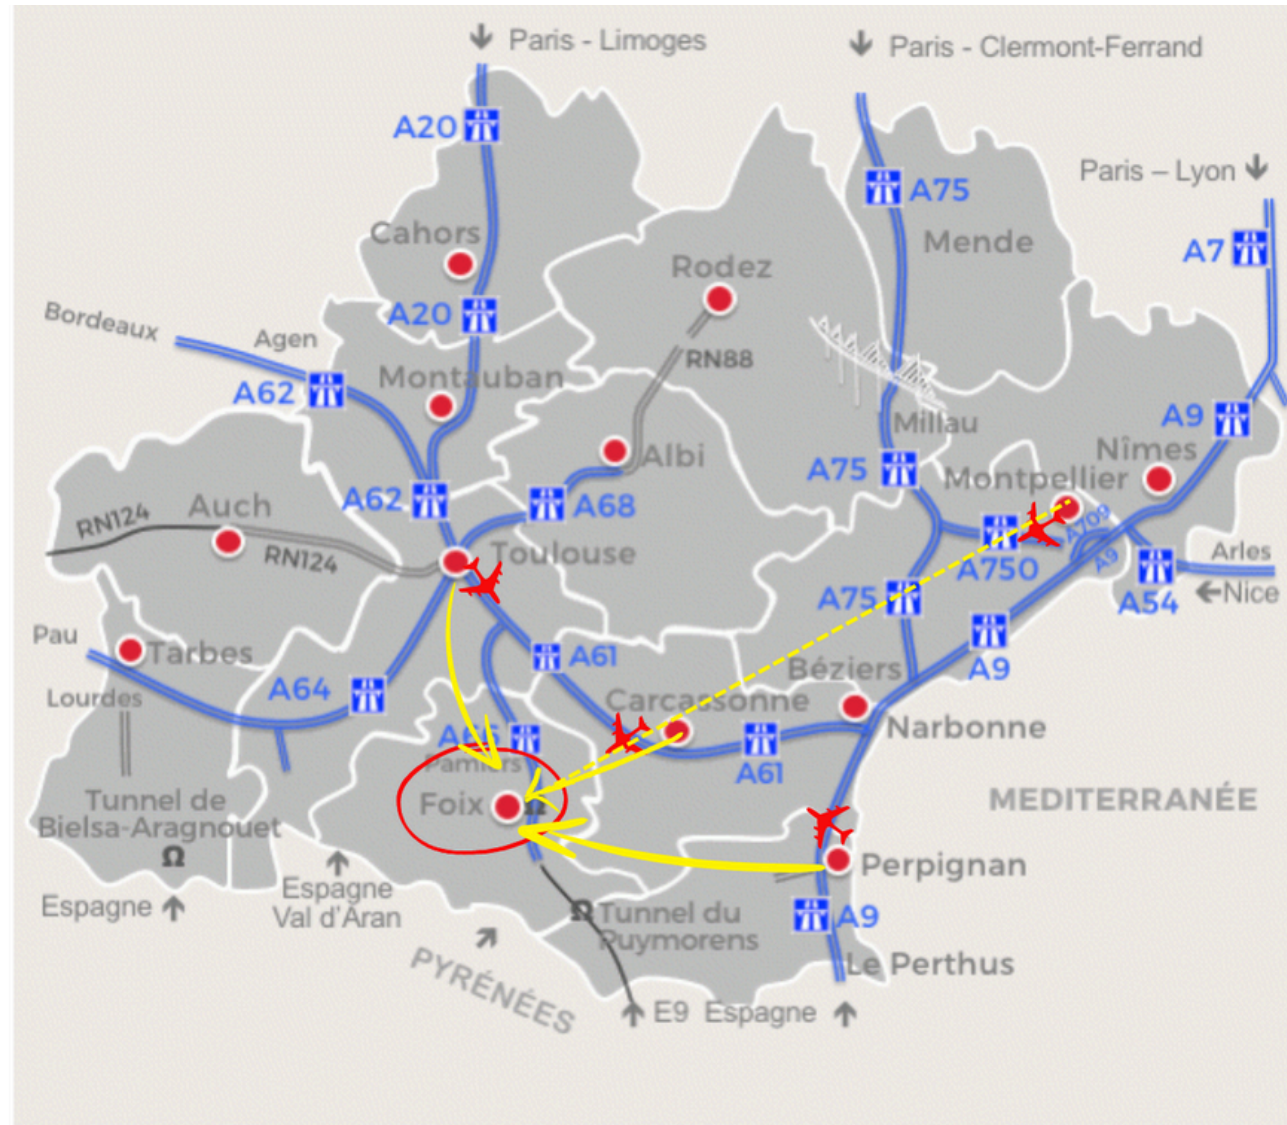 Paris - Limoges
Paris - Clermont-Ferrand
A20
Paris – Lyon
A75
Cahors
Mende
A7
Rodez
A20
Bordeaux
Agen
RN88
Montauban
A62
Millau
A9
Nîmes
Albi
A75
Montpellier
Auch
A62
A68
RN124
RN124
A709
Toulouse
A9
Arles
A750
A75
A54
Nice
Pau
Tarbes
A61
A9
Béziers
Lourdes
A64
Carcassonne
Narbonne
A66
Pamiers
A61
Foix
Ω
MEDITERRANÉE
Tunnel de
Bielsa-Aragnouet
Ω
Perpignan
Espagne
Val d'Aran
Espagne
Ω Tunnel du
Puymorens
A9
PYRÉNÉES
Le Perthus
E9 Espagne